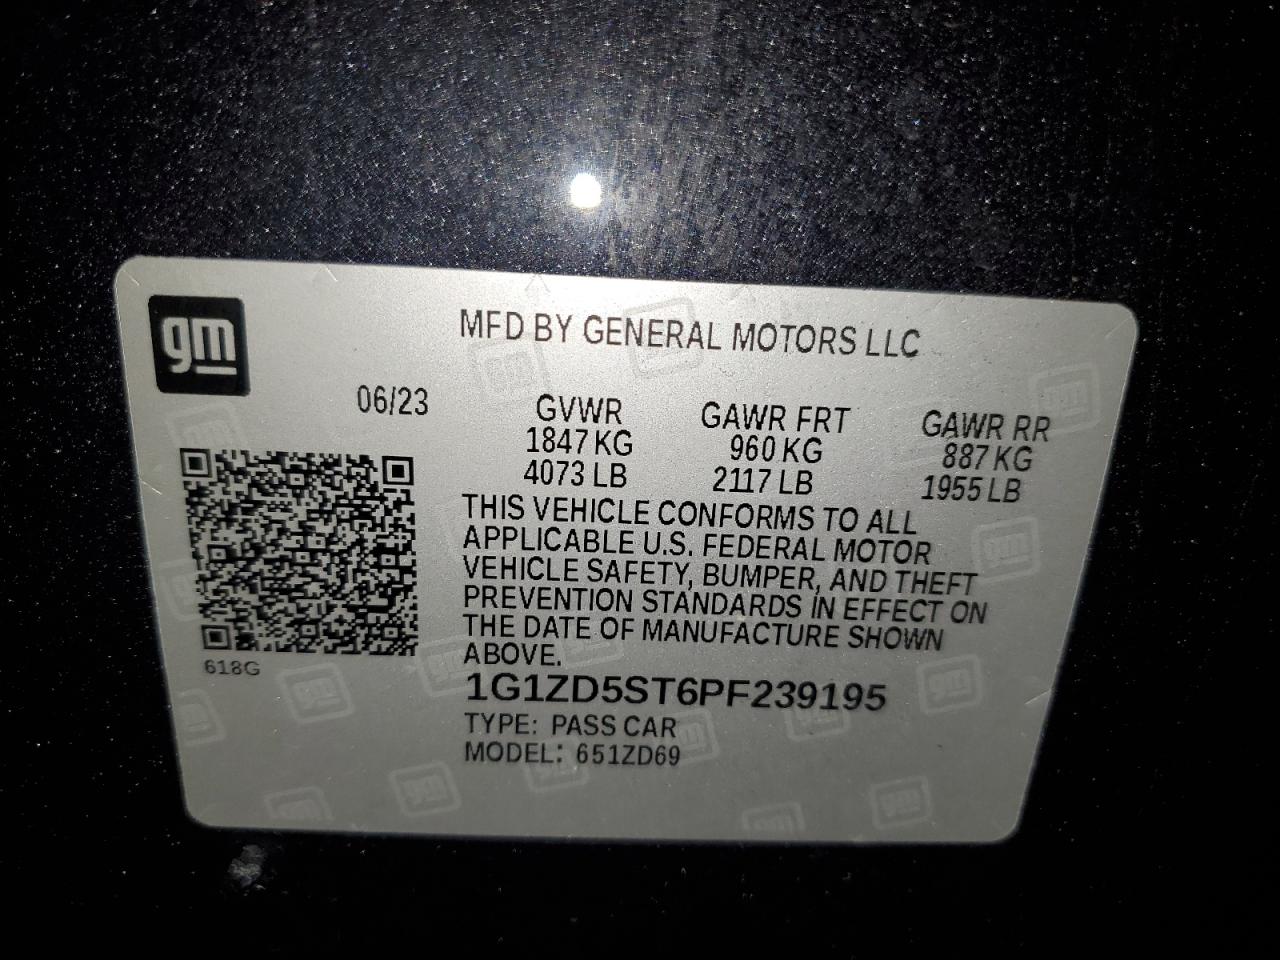 gm
MFD BY GENERAL MOTORS LLC
06/23
GVWR GAWR FRT GAWR RR
1847 KG 960 KG 887 KG
4073 LB 2117 LB 1955 LB
THIS VEHICLE CONFORMS TO ALL
APPLICABLE U.S. FEDERAL MOTOR
VEHICLE SAFETY, BUMPER, AND THEFT
PREVENTION STANDARDS IN EFFECT ON
THE DATE OF MANUFACTURE SHOWN
ABOVE.
618G
1G1ZD5ST6PF239195
TYPE: PASS CAR
MODEL: 651ZD69